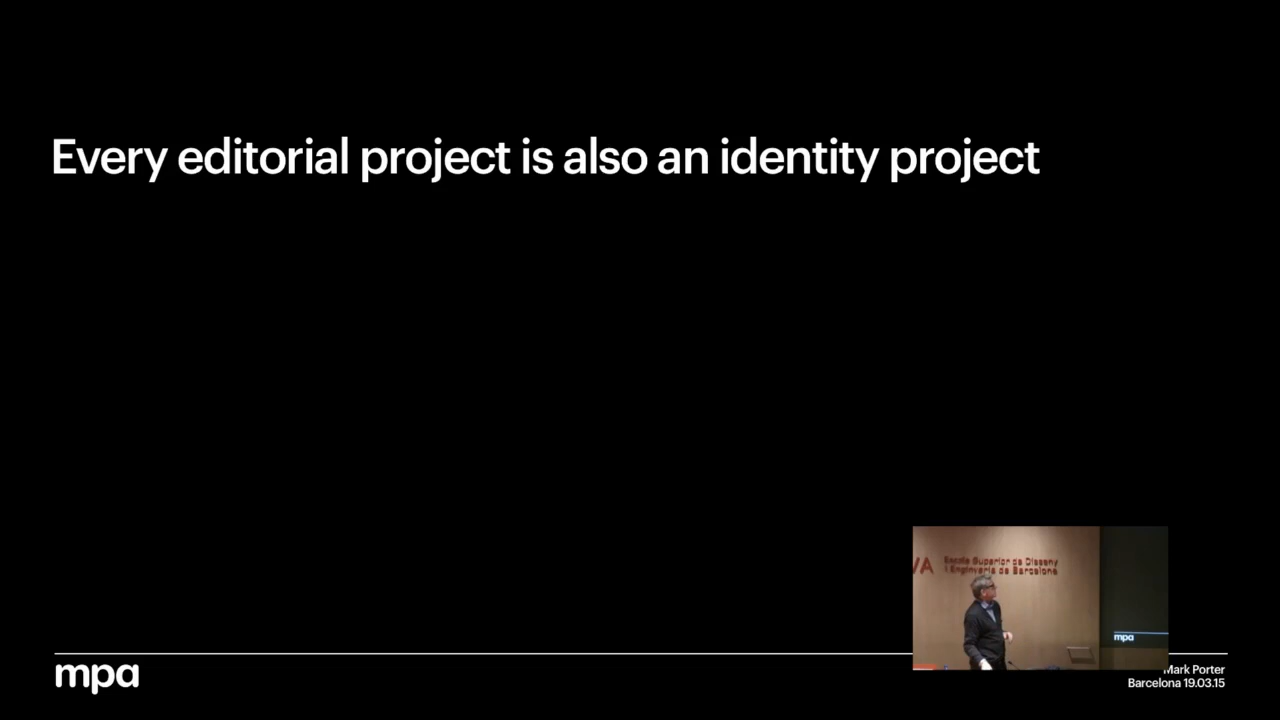 Every editorial project is also an identity project
VA
Escola Superior de Disseny
i Enginyeria de Barcelona
mpa
mpa
Mark Porter
Barcelona 19.03.15